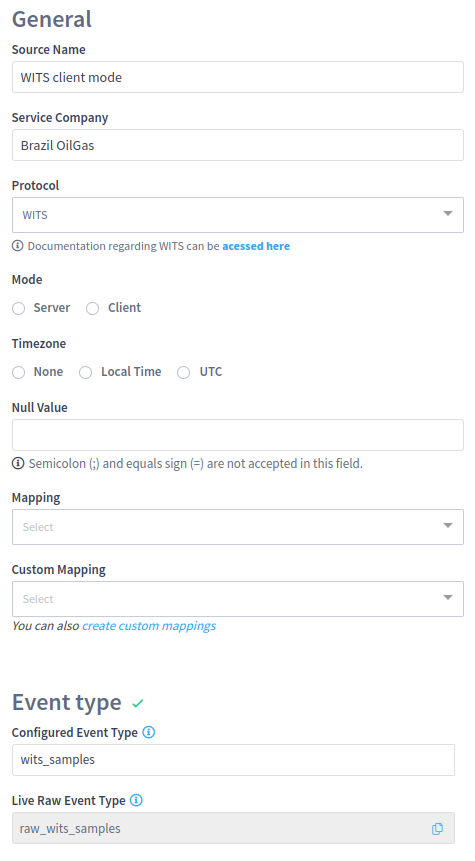 General
Source Name
WITS client mode
Service Company
Brazil OilGas
Protocol
WITS
Documentation regarding WITS can be acessed here
Mode
Server Client
Timezone
None Local Time UTC
Null Value
Semicolon (;) and equals sign (=) are not accepted in this field.
Mapping
Select
Custom Mapping
Select
You can also create custom mappings
Event type
Configured Event Type
wits_samples
Live Raw Event Type
raw_wits_samples